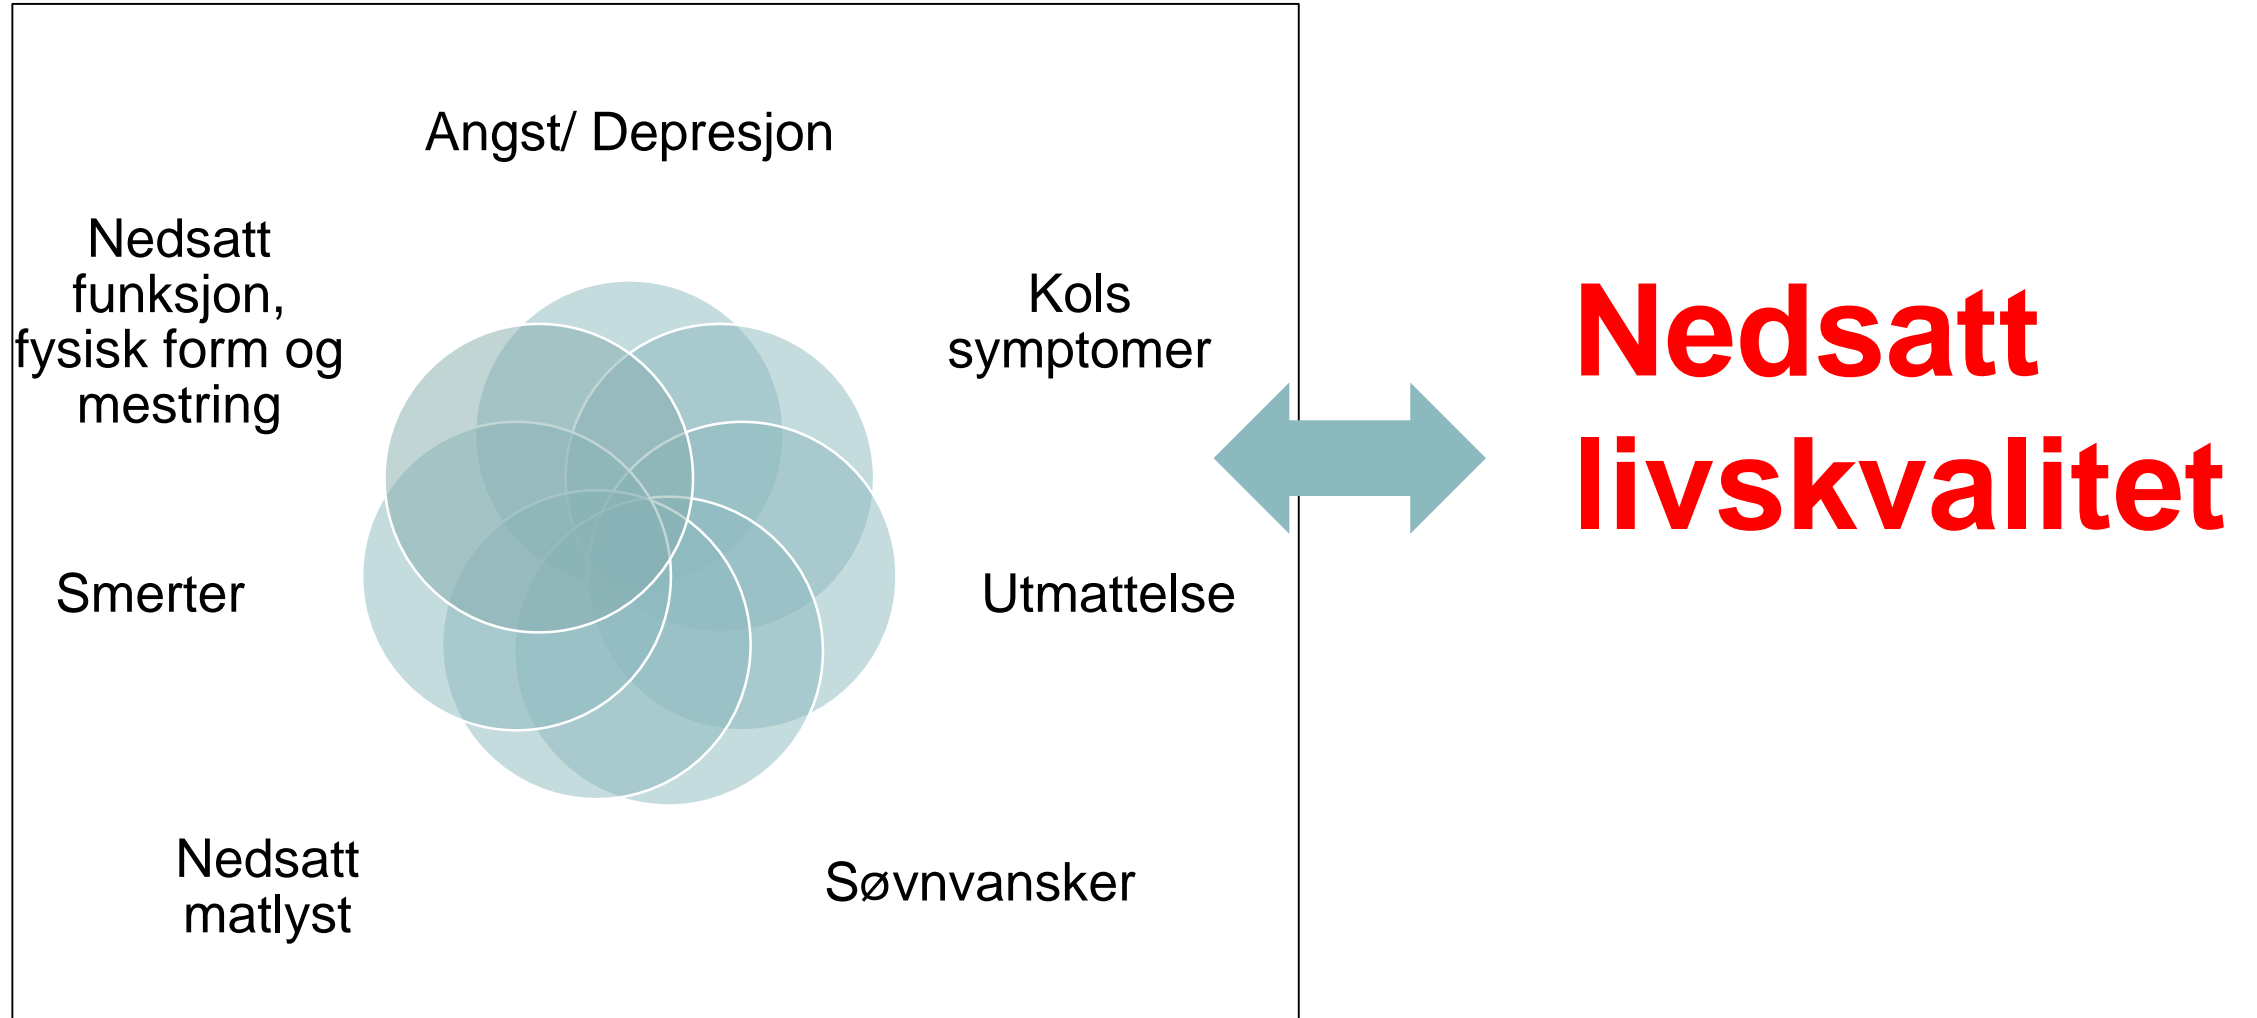 Angst/ Depresjon
Nedsatt
funksjon,
fysisk form og
mestring
Kols
symptomer
Smerter
Utmattelse
Nedsatt
matlyst
Søvnvansker
Nedsatt
livskvalitet